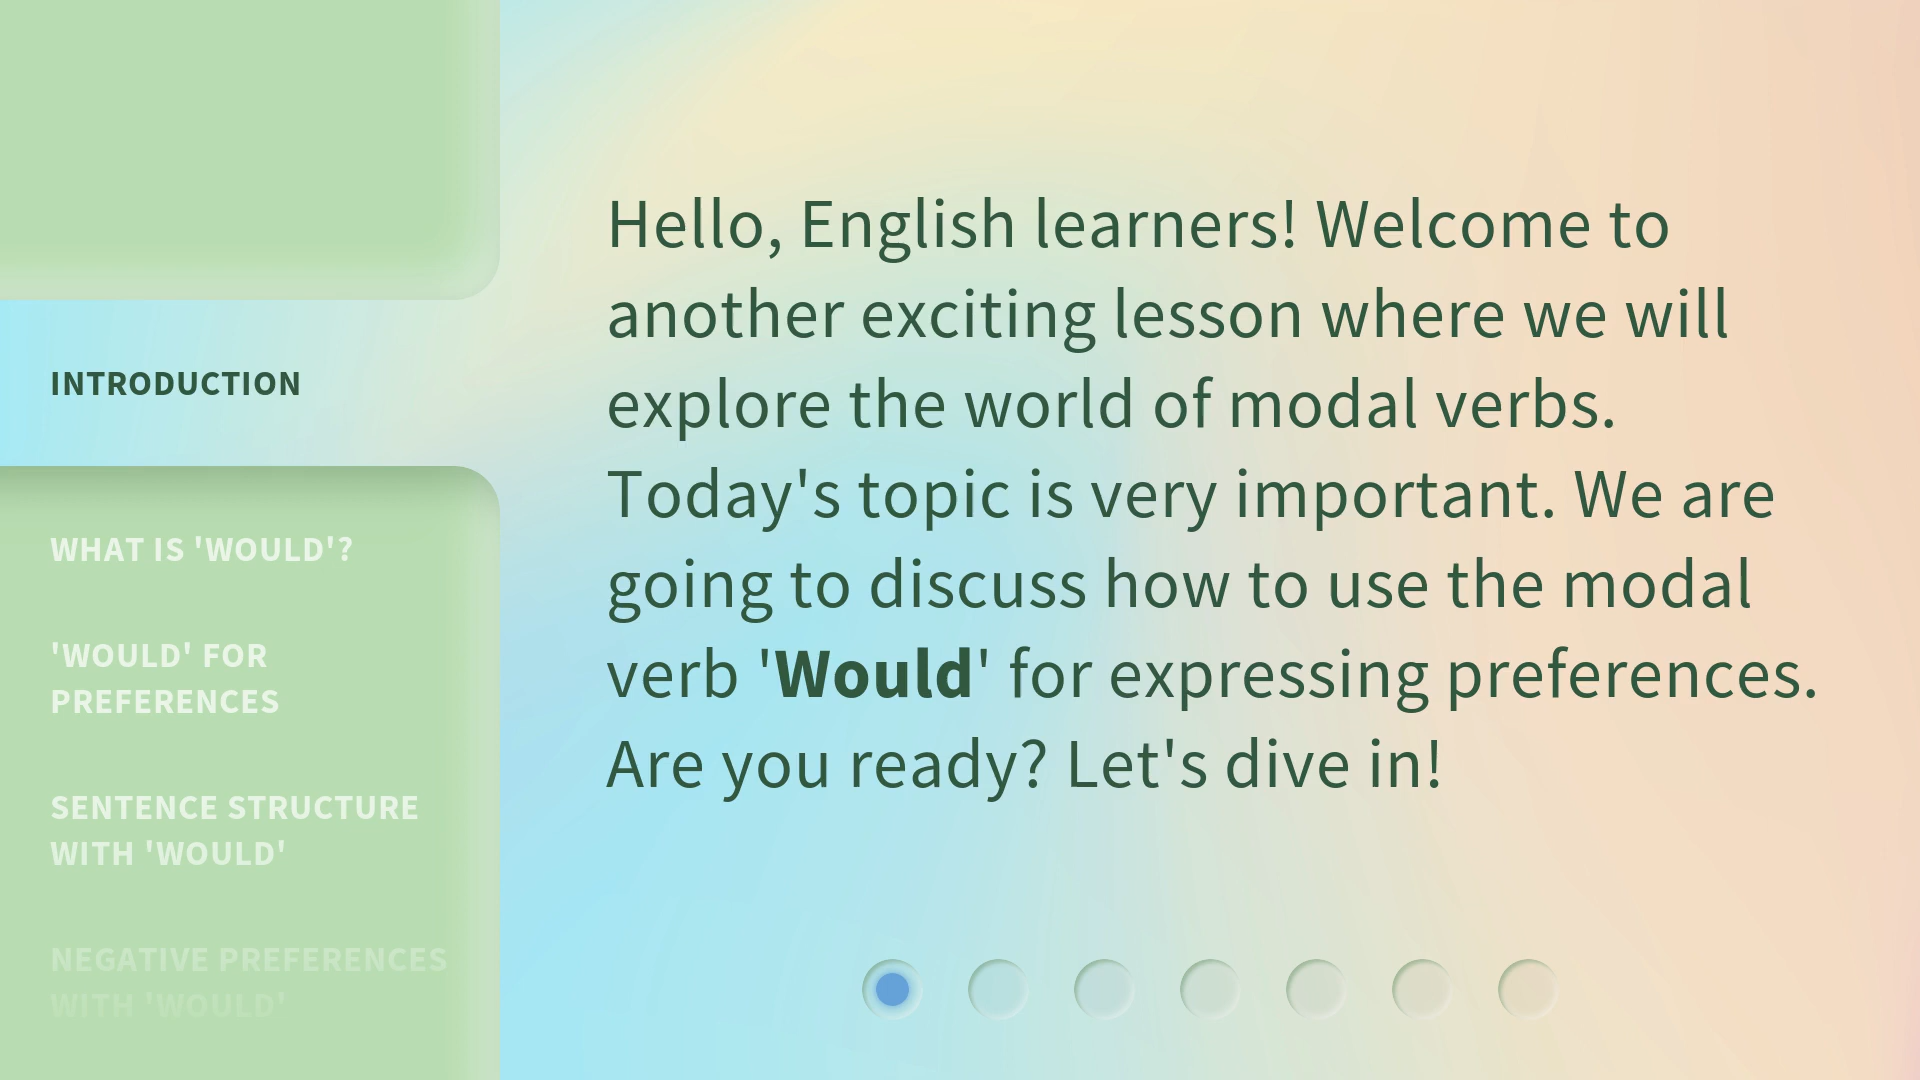 INTRODUCTION
WHAT IS 'WOULD'?
'WOULD' FOR
PREFERENCES
SENTENCE STRUCTURE
WITH 'WOULD'
NEGATIVE PREFERENCES
WITH 'WOULD'
Hello, English learners! Welcome to
another exciting lesson where we will
explore the world of modal verbs.
Today's topic is very important. We are
going to discuss how to use the modal
verb 'Would' for expressing preferences.
Are you ready? Let's dive in!